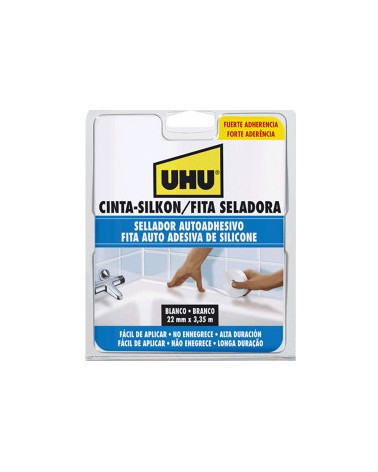 FUERTE ADHERENCIA
FORTE ADERÊNCIA
UHU
CINTA-SILKON/FITA SELADORA
SELLADOR AUTOADHESIVO
FITA AUTO ADESIVA DE SILICONE
BLANCO • BRANCO
22 mm x 3,35 m
FÁCIL DE APLICAR • NO ENNEGRECE • ALTA DURACIÓN
FÁCIL DE APLICAR • NÃO ENEGRECE • LONGA DURAÇÃO